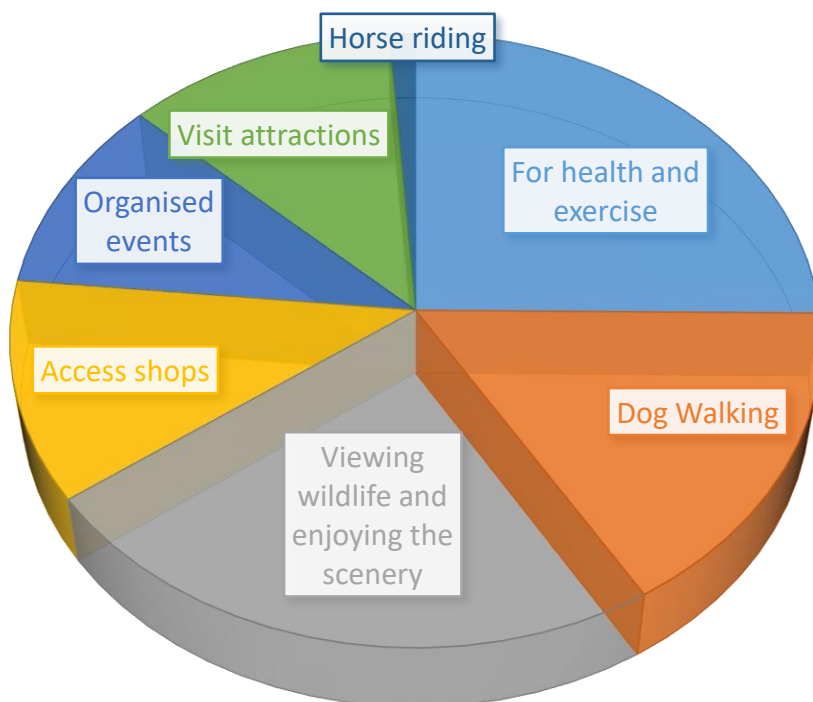 Horse riding
Visit attractions
For health and
exercise
Organised
events
Access shops
Dog Walking
Viewing
wildlife and
enjoying the
scenery